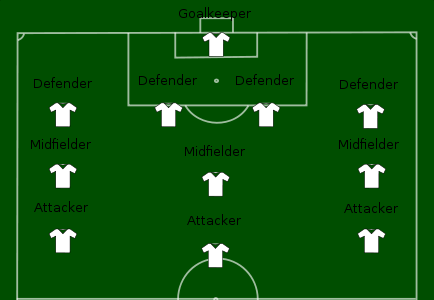 Goalkeeper
Defender Defender Defender Defender
Midfielder Midfielder Midfielder
Attacker Attacker Attacker